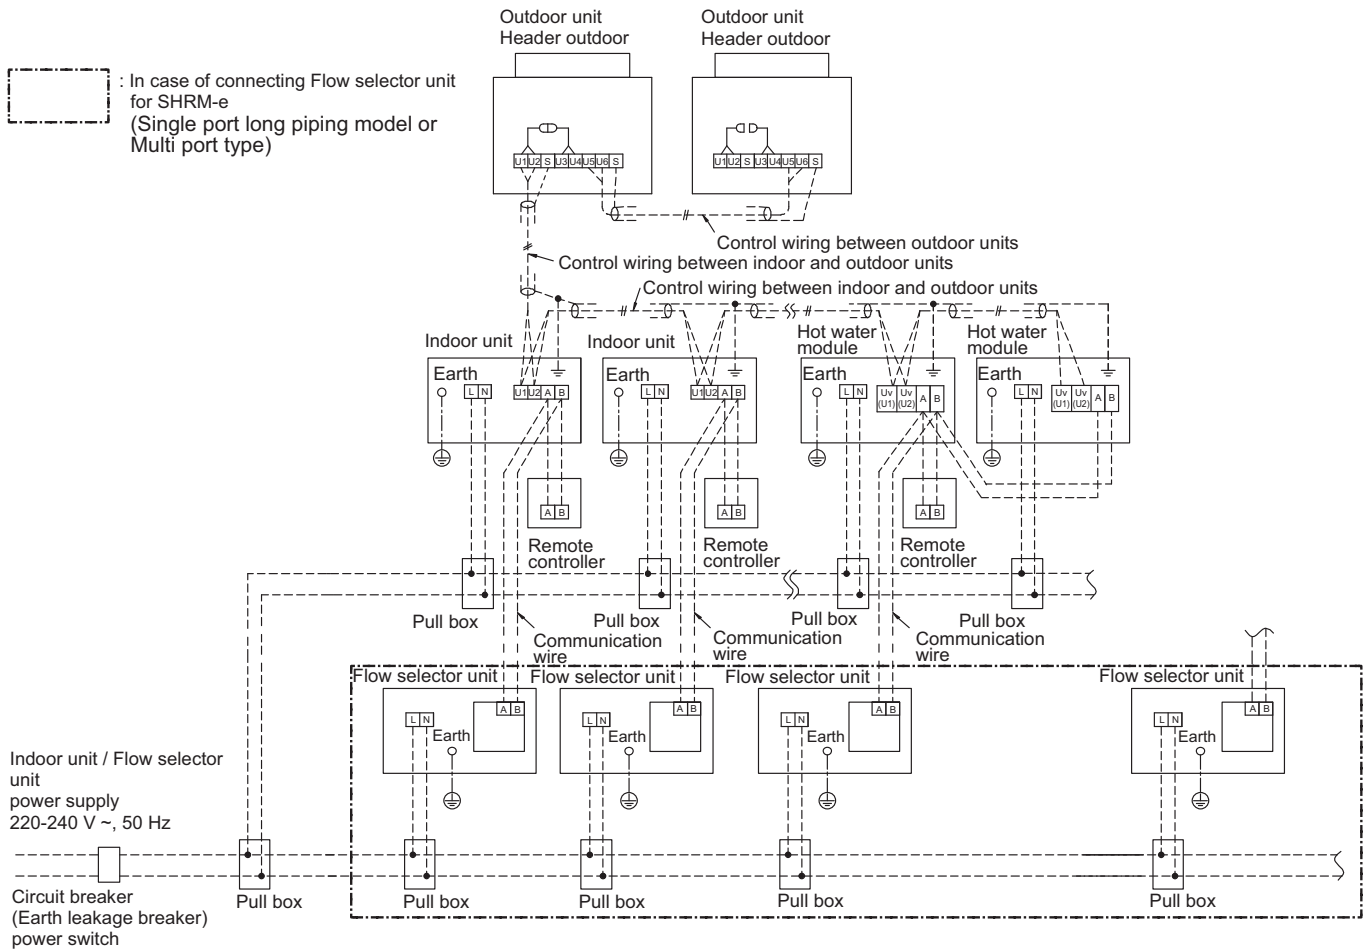 Outdoor unit
Header outdoor
Outdoor unit
Header outdoor
: In case of connecting Flow selector unit
for SHRM-e
(Single port long piping model or
Multi port type)
U1 U2 S U3 U4 U5 U6 S
U1 U2 S U3 U4 U5 U6 S
Control wiring between outdoor units
Control wiring between indoor and outdoor units
Control wiring between indoor and outdoor units
Indoor unit
Indoor unit
Hot water
module
Hot water
module
Earth
L N
U1 U2 A B
Earth
L N
U1 U2 A B
Earth
L N
Uv (U1) Uv (U2) A B
Earth
L N
Uv (U1) Uv (U2) A B
A B
A B
A B
Remote
controller
Remote
controller
Remote
controller
Pull box
Pull box
Pull box
Pull box
Communication
wire
Communication
wire
Communication
wire
Flow selector unit
Flow selector unit
Flow selector unit
Flow selector unit
A B
L N
Earth
A B
L N
Earth
A B
L N
Earth
A B
L N
Earth
Indoor unit / Flow selector
unit
power supply
220-240 V ~, 50 Hz
Circuit breaker
(Earth leakage breaker)
power switch
Pull box
Pull box
Pull box
Pull box
Pull box